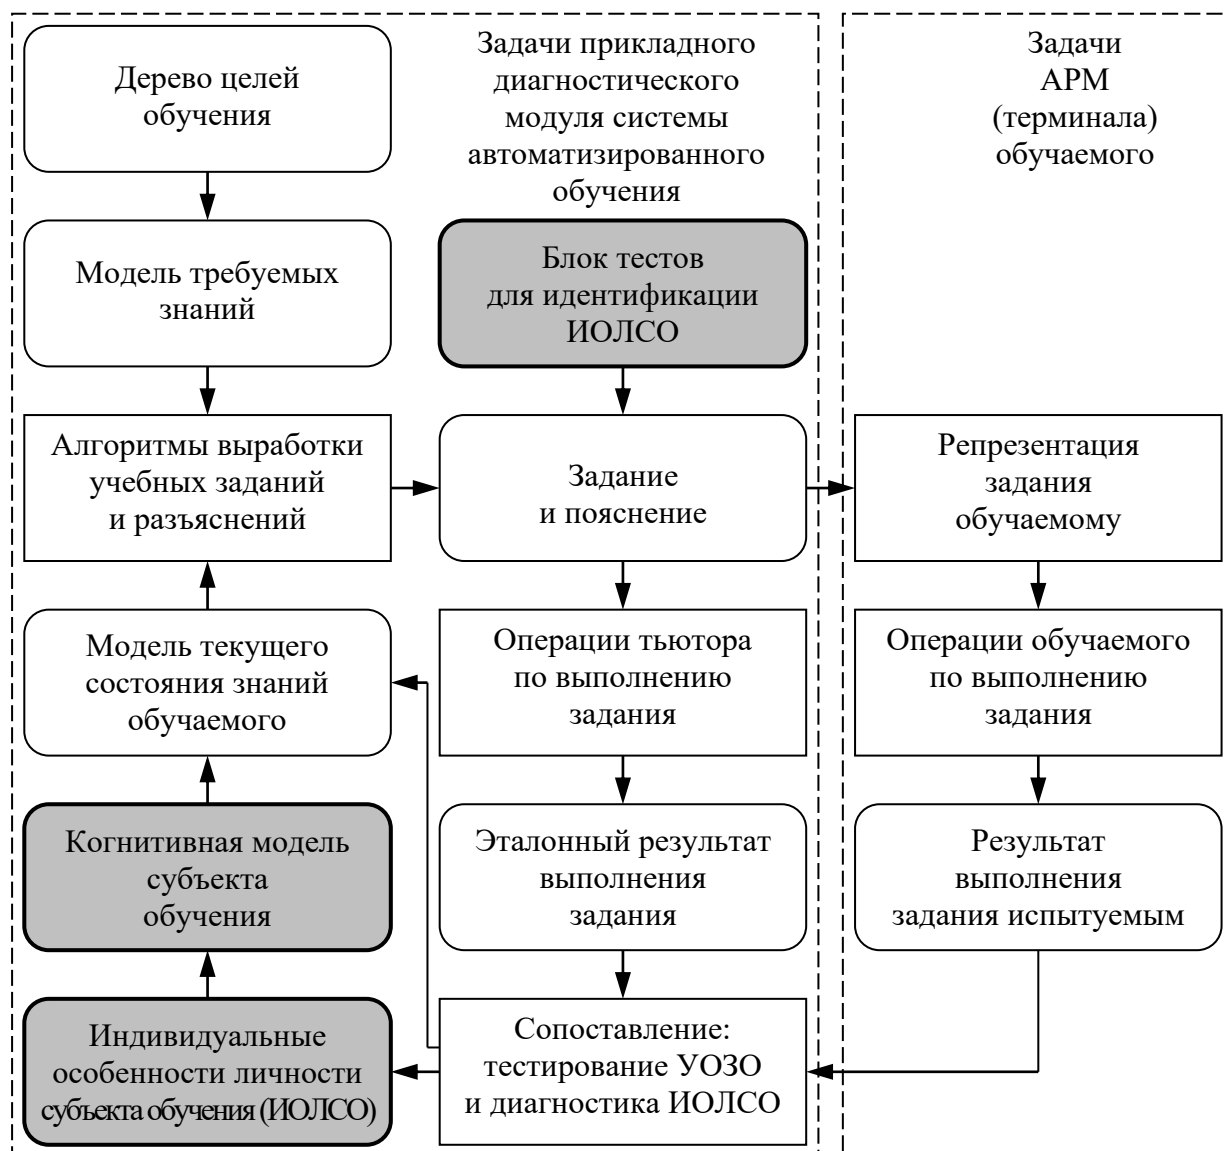 Дерево целей
обучения
Задачи прикладного
диагностического
модуля системы
автоматизированного
обучения
Задачи
АРМ
(терминала)
обучаемого
Модель требуемых
знаний
Блок тестов
для идентификации
ИОЛСО
Алгоритмы выработки
учебных заданий
и разъяснений
Задание
и пояснение
Репрезентация
задания
обучаемому
Модель текущего
состояния знаний
обучаемого
Операции тьютора
по выполнению
задания
Операции обучаемого
по выполнению
задания
Когнитивная модель
субъекта
обучения
Эталонный результат
выполнения
задания
Результат
выполнения
задания испытуемым
Индивидуальные
особенности личности
субъекта обучения (ИОЛСО)
Сопоставление:
тестирование УОЗО
и диагностика ИОЛСО